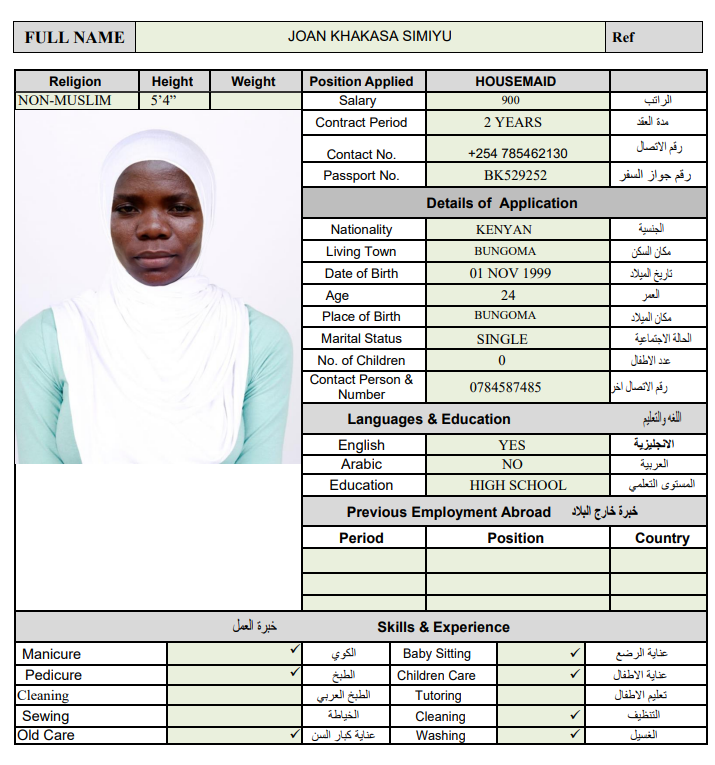 FULL NAME JOAN KHAKASA SIMIYU Ref
Religion Height Weight Position Applied HOUSEMAID
NON-MUSLIM 5’4” Salary 900 الراتب
Contract Period 2 YEARS مدة العقد
Contact No. +254 785462130 رقم الاتصال
Passport No. BK529252 رقم جواز السفر
Details of Application
Nationality KENYAN الجنسية
Living Town BUNGOMA مكان السكن
Date of Birth 01 NOV 1999 تاريخ الميلاد
Age 24 العمر
Place of Birth BUNGOMA مكان الميلاد
Marital Status SINGLE الحالة الاجتماعية
No. of Children 0 عدد الاطفال
Contact Person &
Number 0784587485 رقم الاتصال اخر
Languages & Education اللغه والتعليم
English YES الانجليزية
Arabic NO العربية
Education HIGH SCHOOL المستوى التعلمي
Previous Employment Abroad خبرة خارج البلاد
Period Position Country
خبرة العمل Skills & Experience
Manicure ✓ الكوي Baby Sitting ✓ عناية الرضع
Pedicure ✓ الطبخ Children Care ✓ عناية الاطفال
Cleaning الطبخ العربي Tutoring تعليم الاطفال
Sewing الخياطة Cleaning ✓ التنظيف
Old Care ✓ عناية كبار السن Washing ✓ الغسيل